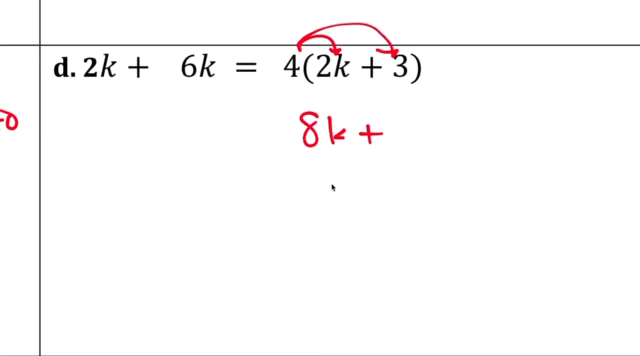 d. 2k + 6k = 4(2k + 3)
8k +